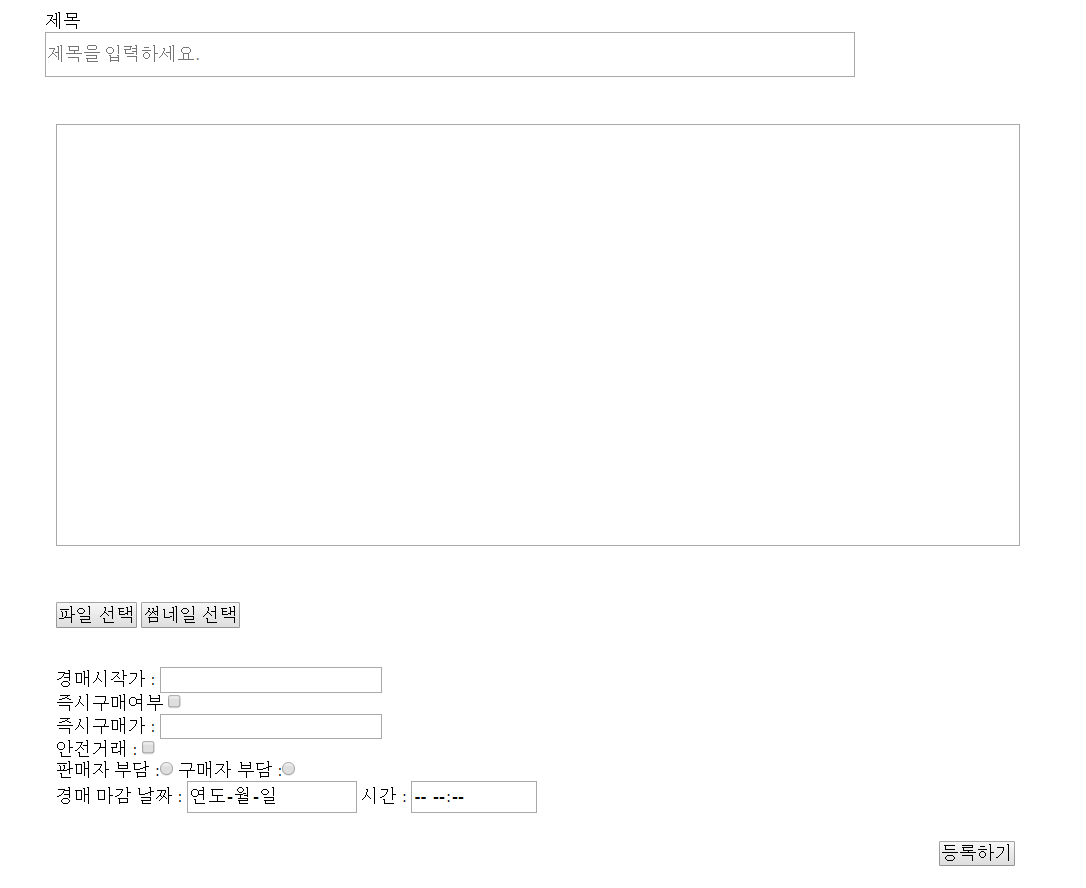 제목
제목을 입력하세요.
파일 선택 썸네일 선택
경매시작가 :
즉시구매여부
즉시구매가 :
안전거래 :
판매자 부담 : 구매자 부담 :
경매 마감 날짜 : 연도-월-일 시간 : -- --:--
등록하기